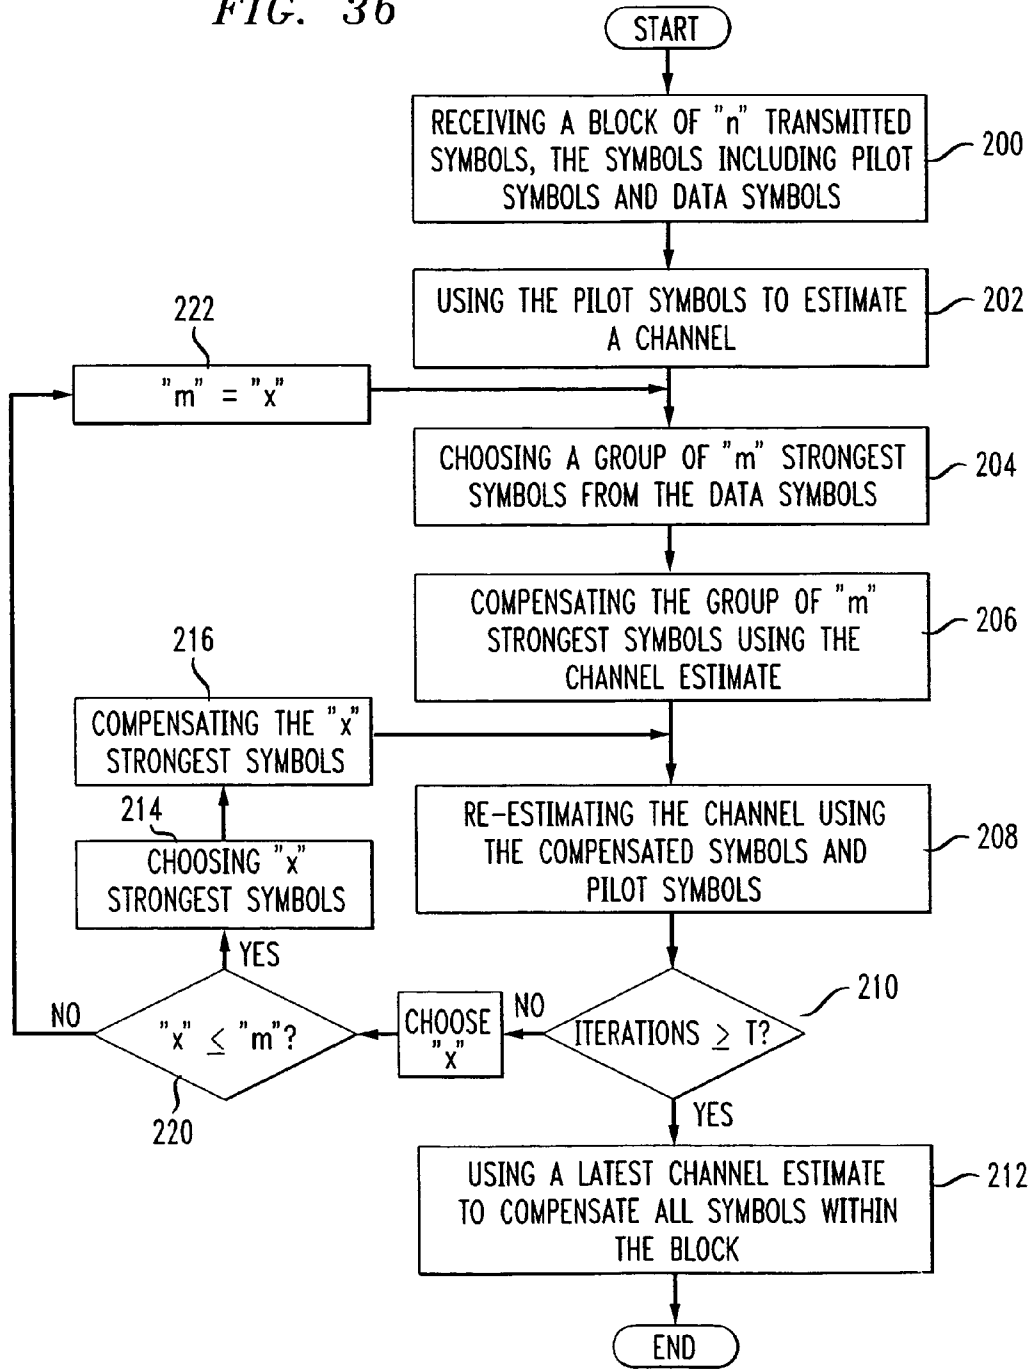 FIG. 3b
START
RECEIVING A BLOCK OF "n" TRANSMITTED
SYMBOLS, THE SYMBOLS INCLUDING PILOT
SYMBOLS AND DATA SYMBOLS
200
USING THE PILOT SYMBOLS TO ESTIMATE
A CHANNEL
202
222
"m" = "x"
CHOOSING A GROUP OF "m" STRONGEST
SYMBOLS FROM THE DATA SYMBOLS
204
COMPENSATING THE GROUP OF "m"
STRONGEST SYMBOLS USING THE
CHANNEL ESTIMATE
206
216
COMPENSATING THE "x"
STRONGEST SYMBOLS
214
CHOOSING "x"
STRONGEST SYMBOLS
RE-ESTIMATING THE CHANNEL USING
THE COMPENSATED SYMBOLS AND
PILOT SYMBOLS
208
YES
NO
"x" ≤ "m"?
220
CHOOSE
"x"
NO
ITERATIONS ≥ T?
210
YES
USING A LATEST CHANNEL ESTIMATE
TO COMPENSATE ALL SYMBOLS WITHIN
THE BLOCK
212
END